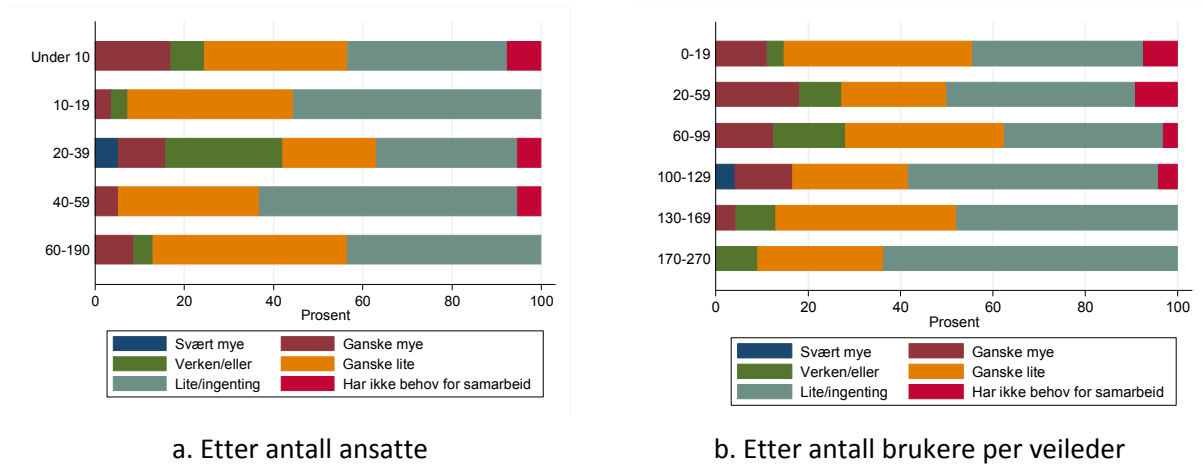 Under 10
10-19
20-39
40-59
60-190
0 20 40 60 80 100
Prosent
Svært mye Ganske mye
Verken/eller Ganske lite
Lite/ingenting Har ikke behov for samarbeid
a. Etter antall ansatte
0-19
20-59
60-99
100-129
130-169
170-270
0 20 40 60 80 100
Prosent
Svært mye Ganske mye
Verken/eller Ganske lite
Lite/ingenting Har ikke behov for samarbeid
b. Etter antall brukere per veileder